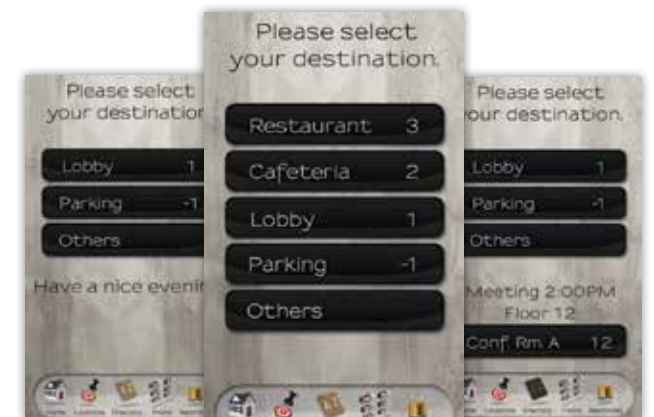 Please select
your destination
Lobby 1
Parking -1
Others
Have a nice evenin
Please select
your destination.
Restaurant 3
Cafeteria 2
Lobby 1
Parking -1
Others
Please select
your destination.
Lobby 1
Parking -1
Others
Meeting 2:00PM
Floor 12
Conf. Rm. A 12